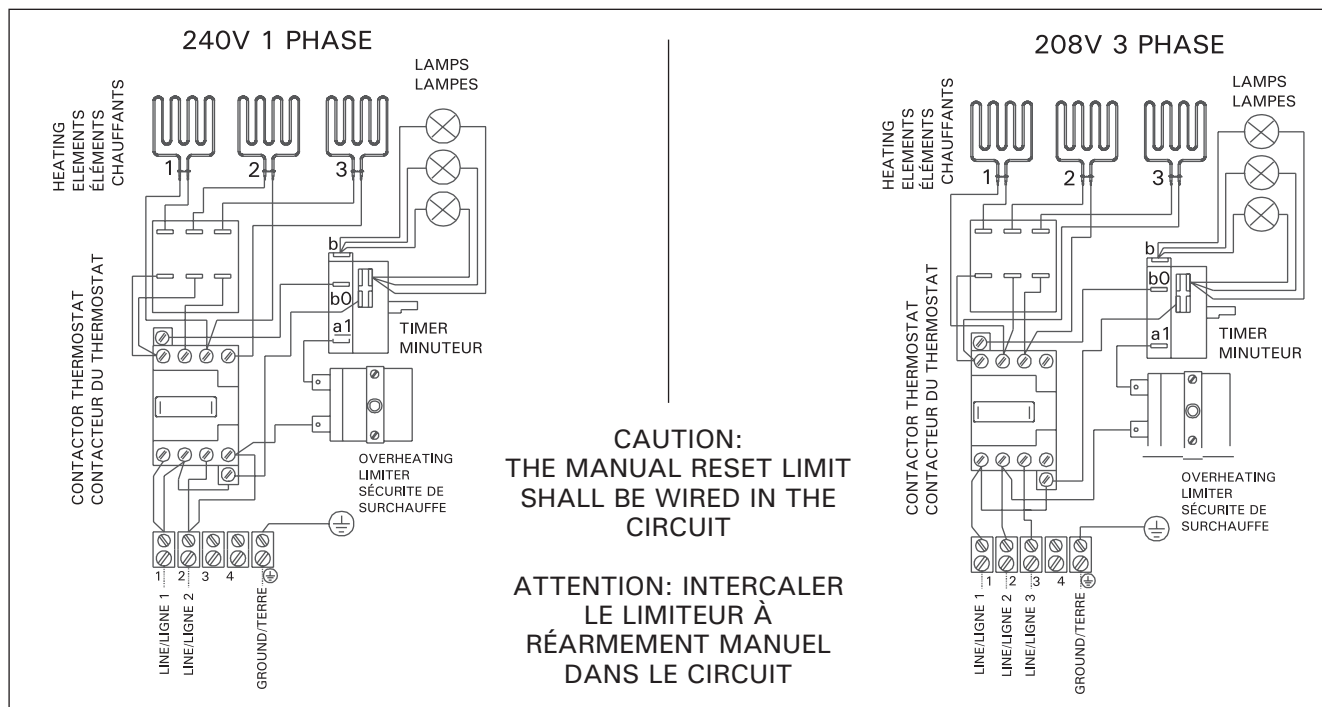 240V 1 PHASE
HEATING
ELEMENTS
ÉLÉMENTS
CHAUFFANTS
LAMPS
LAMPES
1
2
3
b
b0
a1
TIMER
MINUTEUR
CONTACTOR THERMOSTAT
CONTACTEUR DU THERMOSTAT
OVERHEATING
LIMITER
SÉCURITE DE
SURCHAUFFE
1
2
3
4
LINE/LIGNE 1
LINE/LIGNE 2
GROUND/TERRE
CAUTION:
THE MANUAL RESET LIMIT
SHALL BE WIRED IN THE
CIRCUIT
ATTENTION: INTERCALER
LE LIMITEUR À
RÉARMEMENT MANUEL
DANS LE CIRCUIT
208V 3 PHASE
HEATING
ELEMENTS
ÉLÉMENTS
CHAUFFANTS
LAMPS
LAMPES
1
2
3
b
b0
a1
TIMER
MINUTEUR
CONTACTOR THERMOSTAT
CONTACTEUR DU THERMOSTAT
OVERHEATING
LIMITER
SÉCURITE DE
SURCHAUFFE
1
2
3
4
LINE/LIGNE 1
LINE/LIGNE 2
LINE/LIGNE 3
GROUND/TERRE